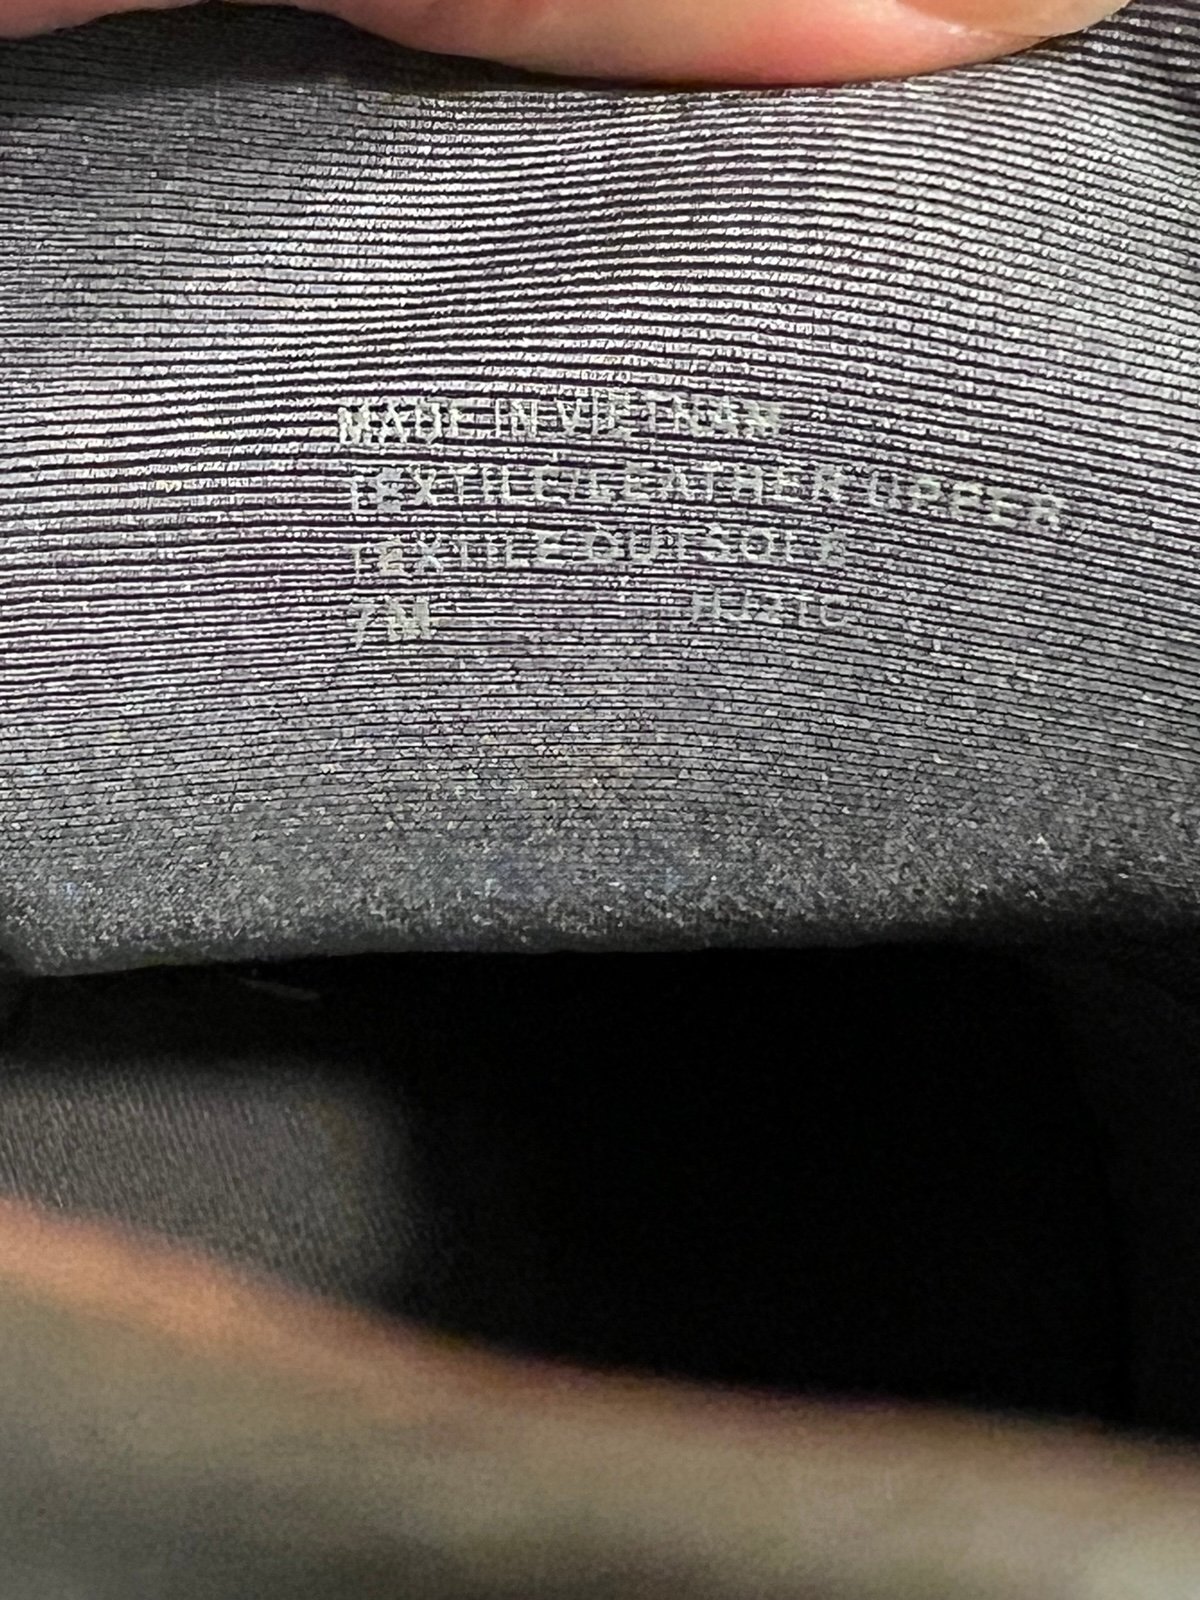 MADE IN VIETNAM
TEXTILE/LEATHER UPPER
TEXTILE OUTSOLE
7M